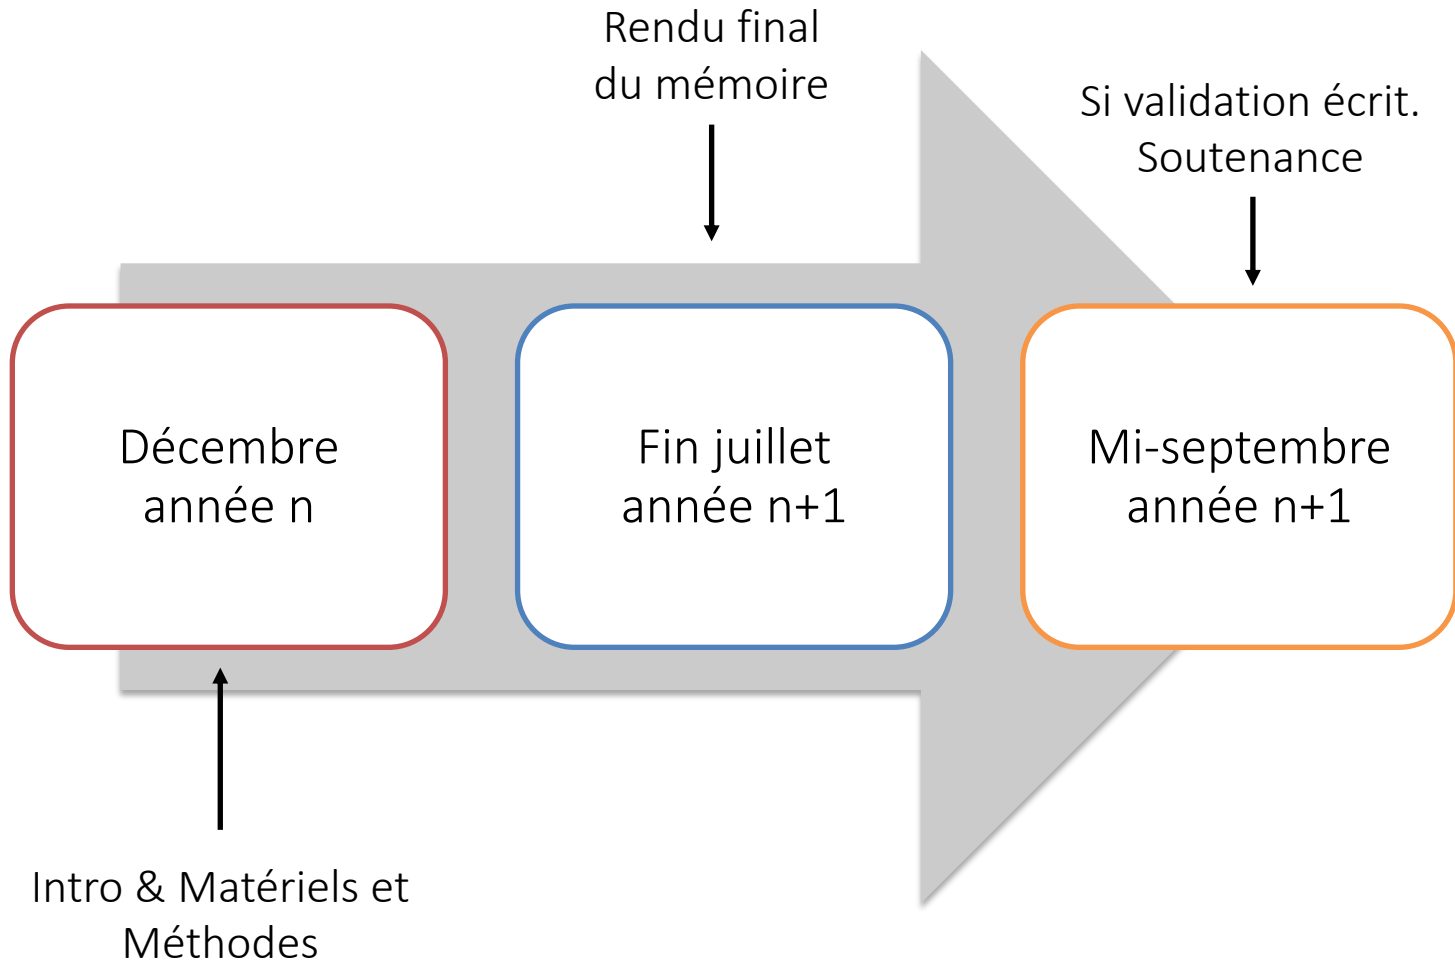 Rendu final
du mémoire
Si validation écrit.
Soutenance
Décembre
année n
Fin juillet
année n+1
Mi-septembre
année n+1
Intro & Matériels et
Méthodes